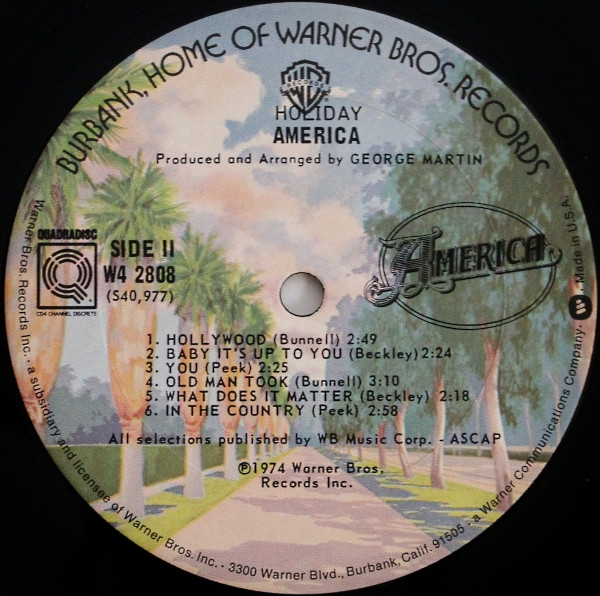 BURBANK, HOME OF WARNER BROS. RECORDS
WB
RECORDS
HOLIDAY
AMERICA
Produced and Arranged by GEORGE MARTIN
QUADRADISC
Q
CD4 CHANNEL DISCRETE
SIDE II
W4 2808
(S40,977)
America
1. HOLLYWOOD (Bunnell) 2:49
2. BABY IT'S UP TO YOU (Beckley) 2:24
3. YOU (Peek) 2:25
4. OLD MAN TOOK (Bunnell) 3:10
5. WHAT DOES IT MATTER (Beckley) 2:18
6. IN THE COUNTRY (Peek) 2:58
All selections published by WB Music Corp. - ASCAP
℗1974 Warner Bros.
Records Inc.
Warner Bros. Records Inc. • a subsidiary and licensee of Warner Bros. Inc. • 3300 Warner Blvd., Burbank, Calif. 91505 - a Warner Communications Company. • Made in U.S.A.